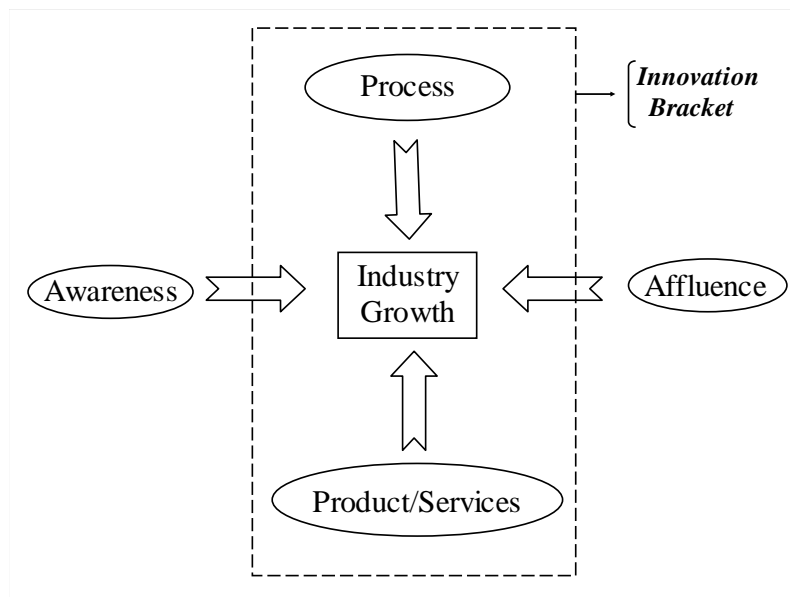 Process
Innovation
Bracket
Awareness
Industry
Growth
Affluence
Product/Services